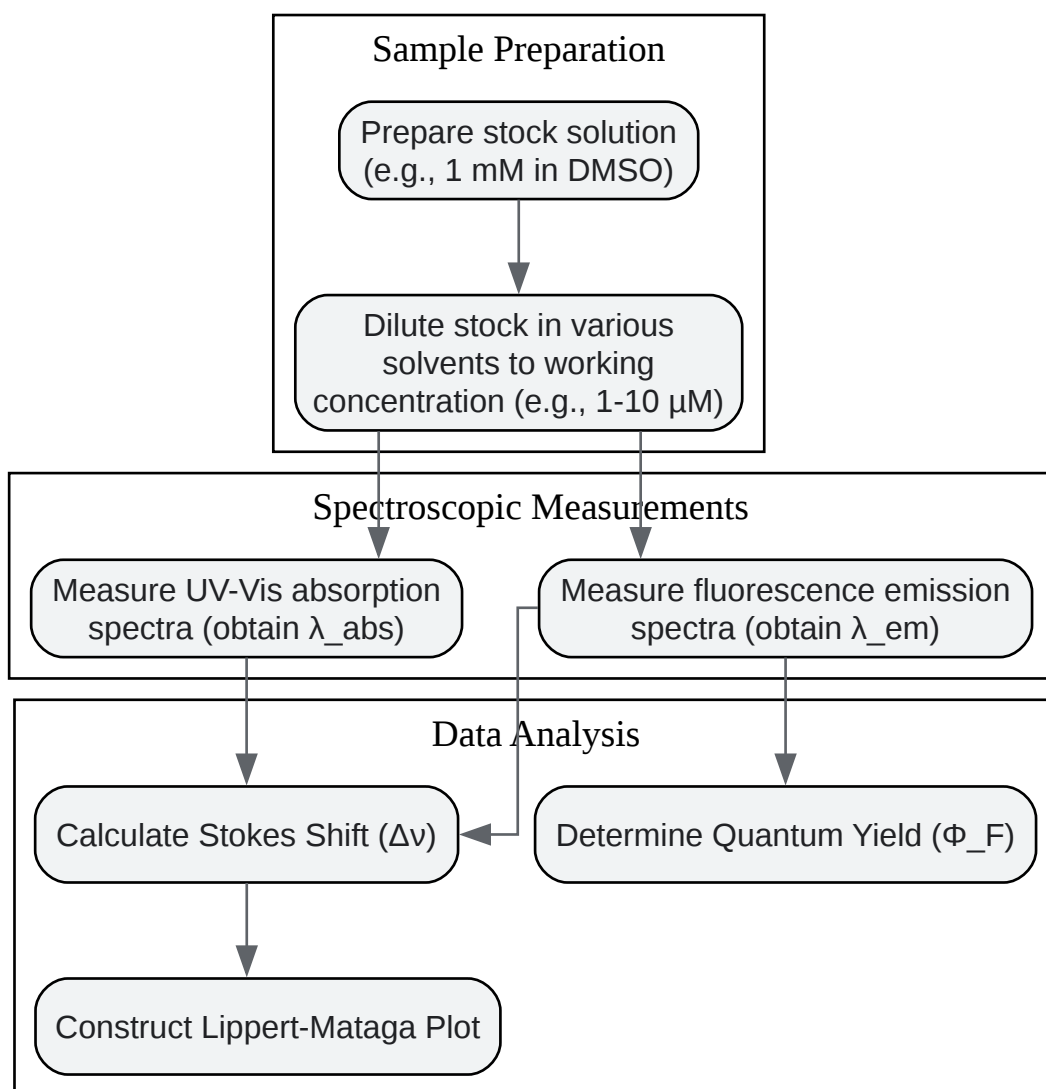 Sample Preparation
Prepare stock solution
(e.g., 1 mM in DMSO)
Dilute stock in various
solvents to working
concentration (e.g., 1-10 µM)
Spectroscopic Measurements
Measure UV-Vis absorption
spectra (obtain λ_abs)
Measure fluorescence emission
spectra (obtain λ_em)
Data Analysis
Calculate Stokes Shift (Δν)
Determine Quantum Yield (Φ_F)
Construct Lippert-Mataga Plot